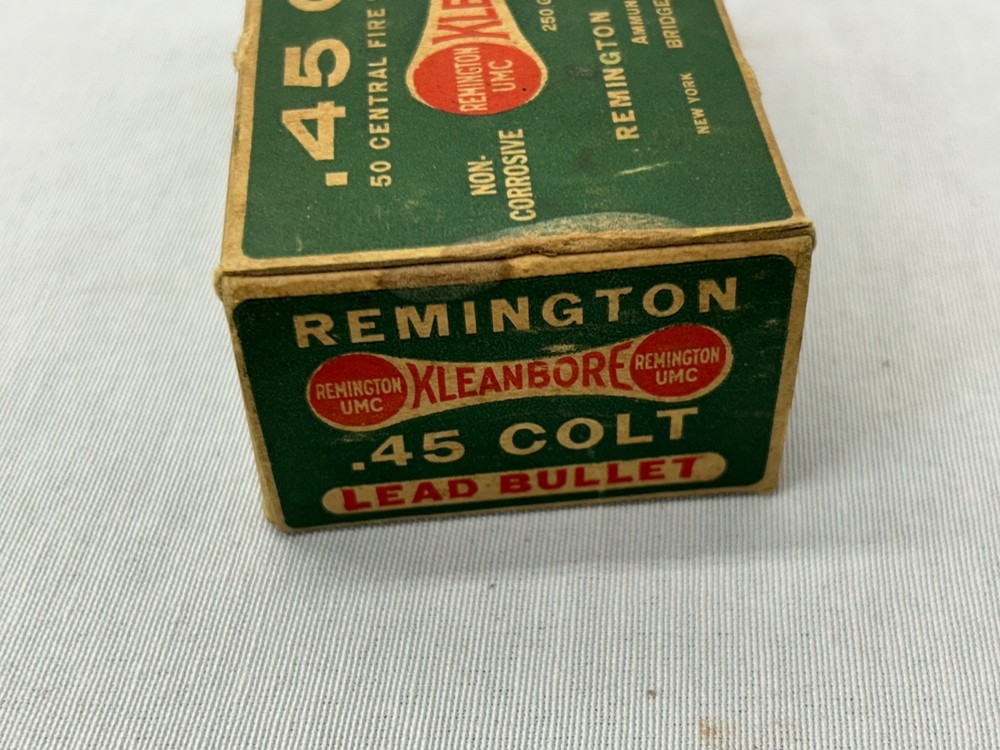 .45
50 CENTRAL FIRE
REMINGTON
UMC
250
NON-
CORROSIVE
REMINGTON
NEW YORK
REMINGTON
REMINGTON
UMC
KLEANBORE
REMINGTON
UMC
.45 COLT
LEAD BULLET